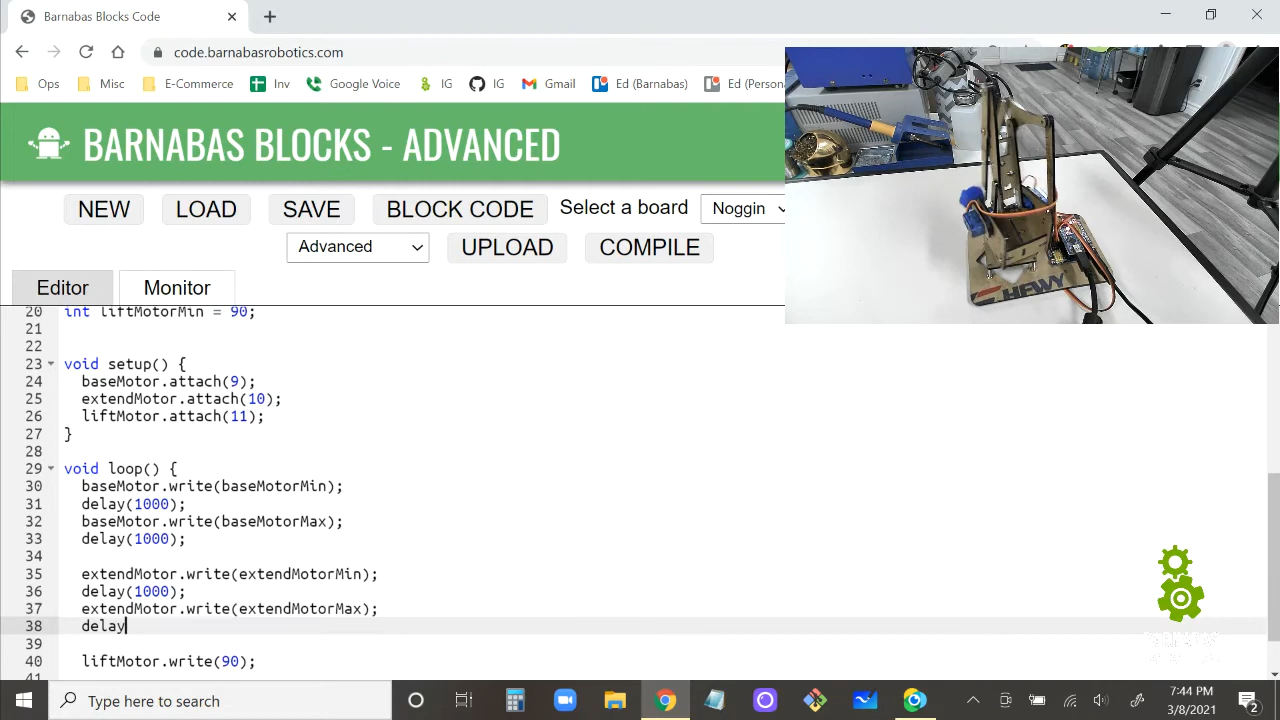 Barnabas Blocks Code
code.barnabasrobotics.com
Ops Misc E-Commerce Inv Google Voice IG IG Gmail Ed (Barnabas) Ed (Person
BARNABAS BLOCKS - ADVANCED
NEW LOAD SAVE BLOCK CODE Select a board Noggin
Advanced UPLOAD COMPILE
Editor Monitor
HEWY
20 int liftMotorMin = 90;
21
22
23 void setup() {
24 baseMotor.attach(9);
25 extendMotor.attach(10);
26 liftMotor.attach(11);
27 }
28
29 void loop() {
30 baseMotor.write(baseMotorMin);
31 delay(1000);
32 baseMotor.write(baseMotorMax);
33 delay(1000);
34
35 extendMotor.write(extendMotorMin);
36 delay(1000);
37 extendMotor.write(extendMotorMax);
38 delay
39
40 liftMotor.write(90);
41
Type here to search
7:44 PM
3/8/2021
2